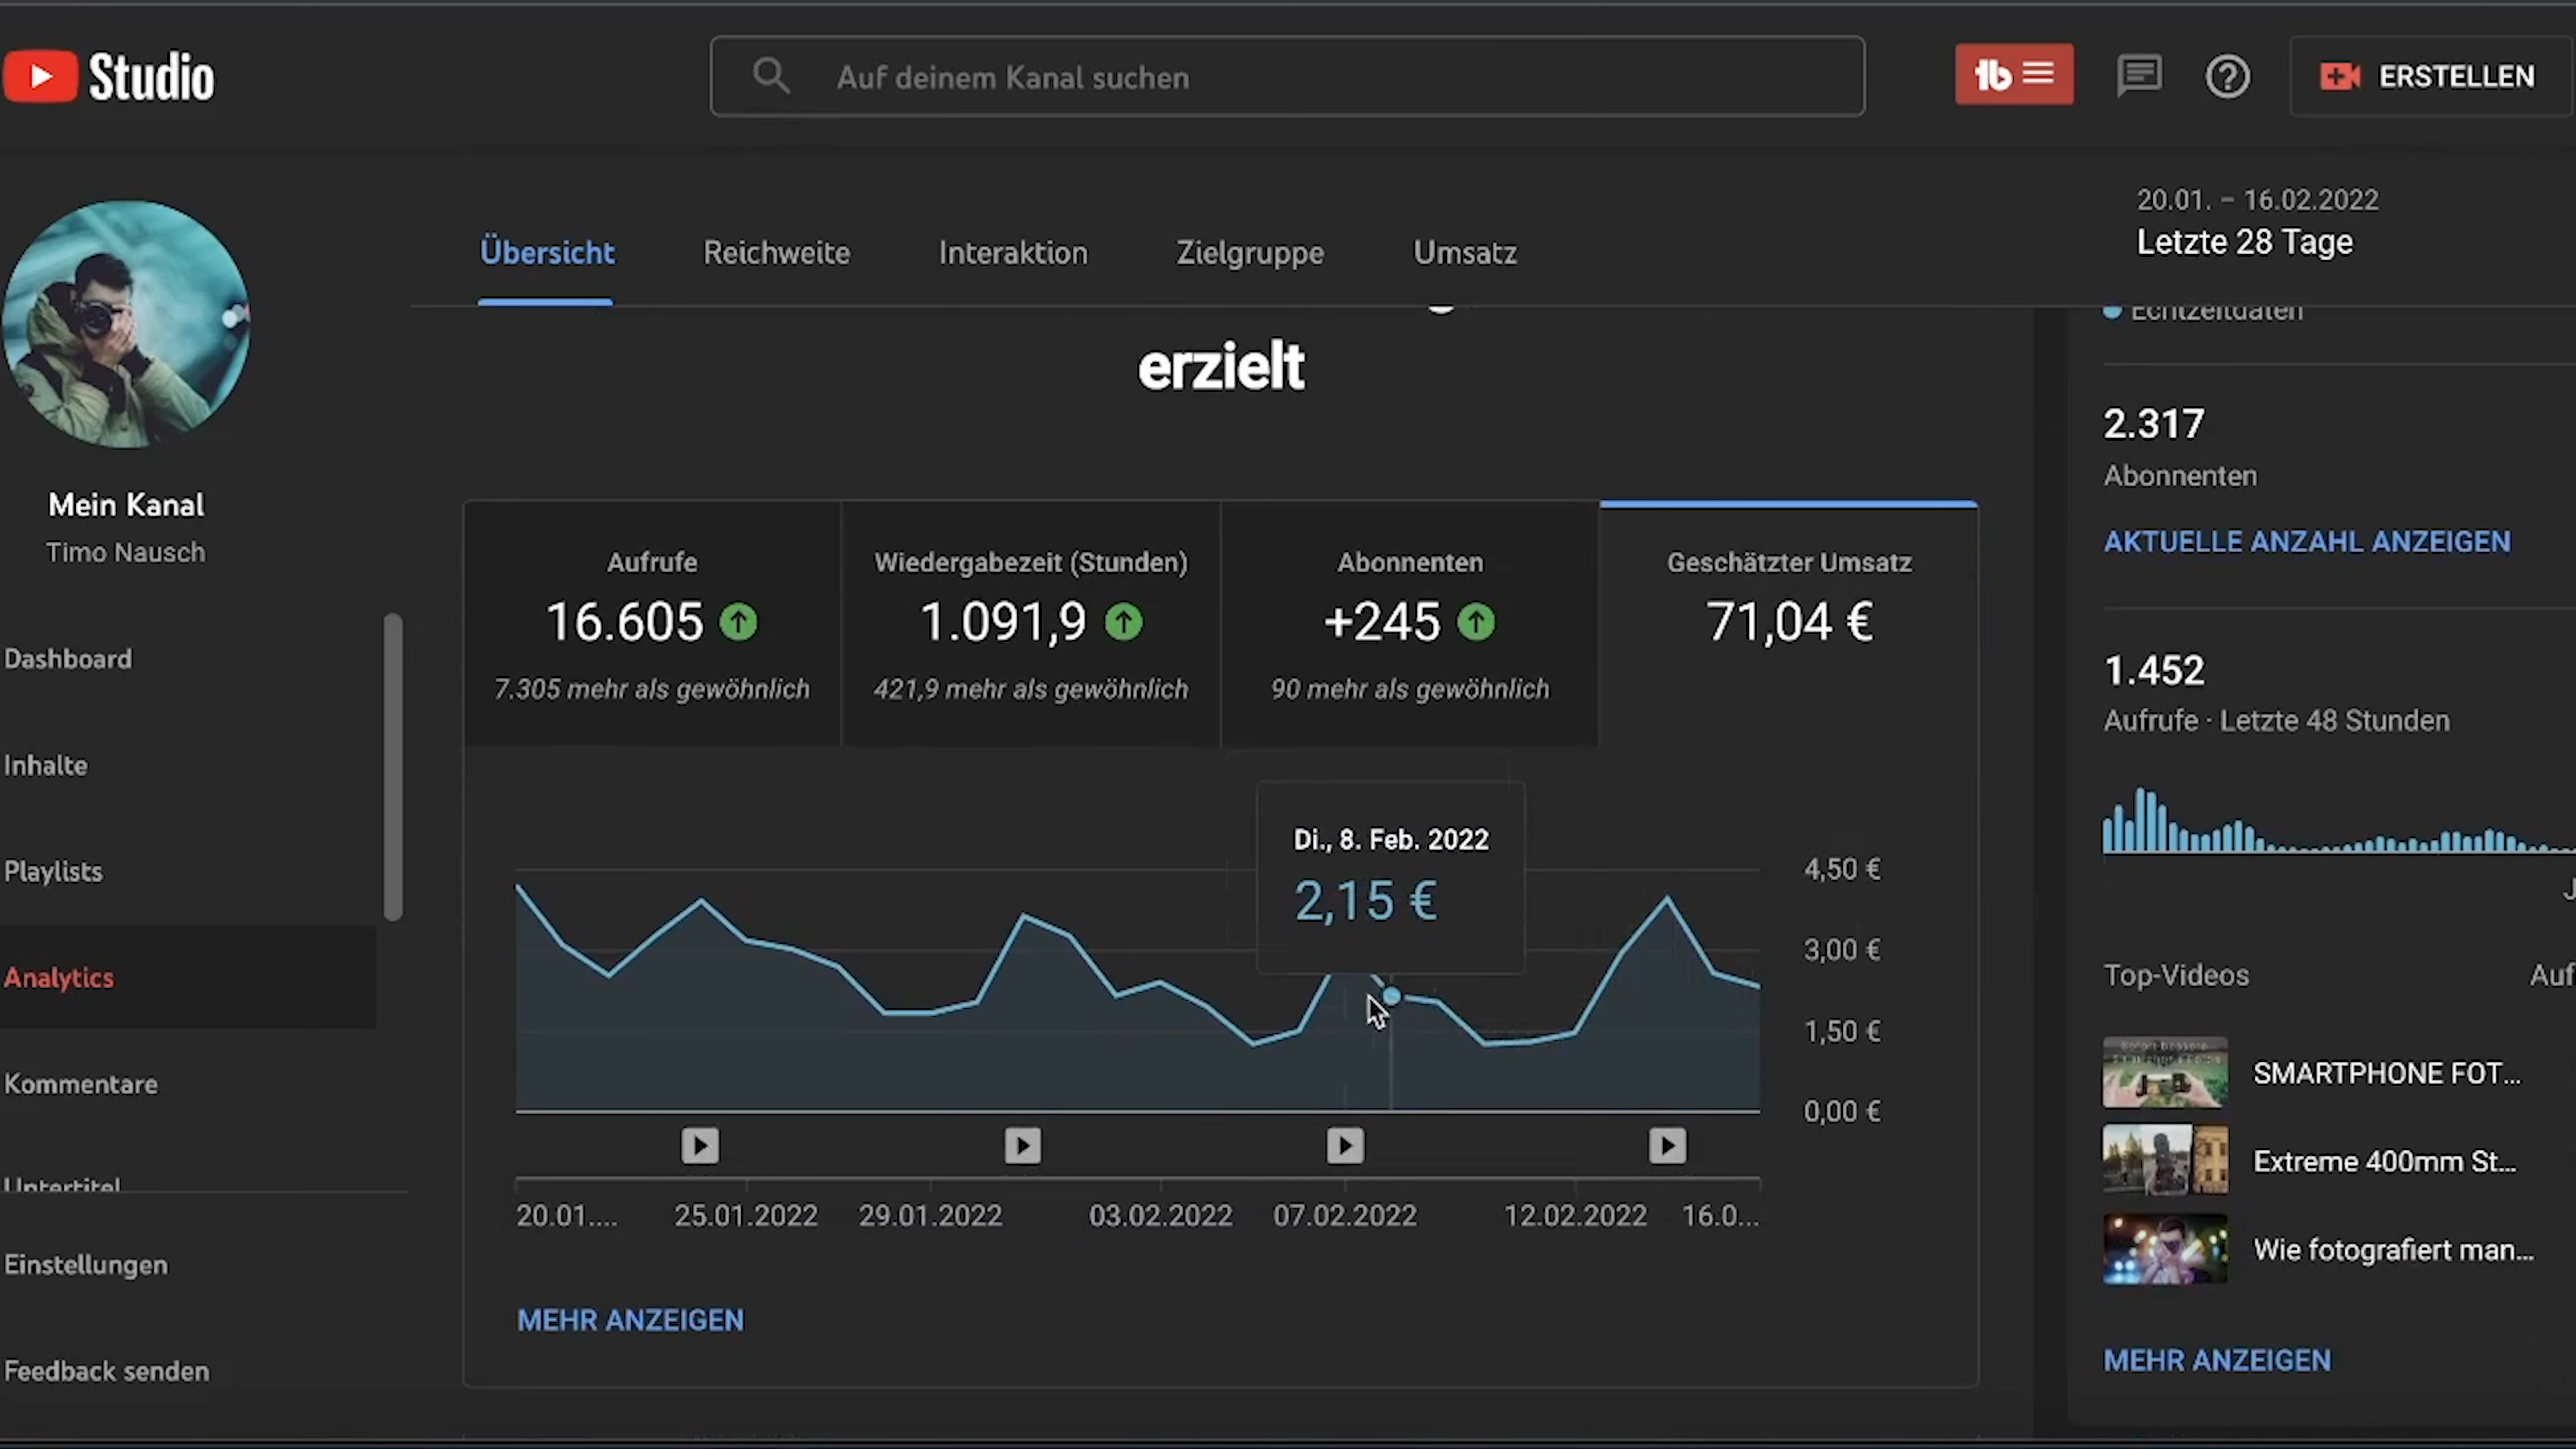 Studio
Auf deinem Kanal suchen
ERSTELLEN
20.01. – 16.02.2022
Letzte 28 Tage
Übersicht
Reichweite
Interaktion
Zielgruppe
Umsatz
Mein Kanal
Timo Nausch
Dashboard
Inhalte
Playlists
Analytics
Kommentare
Untertitel
Einstellungen
Feedback senden
erzielt
Aufrufe
16.605
7.305 mehr als gewöhnlich
Wiedergabezeit (Stunden)
1.091,9
421,9 mehr als gewöhnlich
Abonnenten
+245
90 mehr als gewöhnlich
Geschätzter Umsatz
71,04 €
Di., 8. Feb. 2022
2,15 €
4,50 €
3,00 €
1,50 €
0,00 €
20.01....
25.01.2022
29.01.2022
03.02.2022
07.02.2022
12.02.2022
16.0...
MEHR ANZEIGEN
Echtzeitdaten
2.317
Abonnenten
AKTUELLE ANZAHL ANZEIGEN
1.452
Aufrufe · Letzte 48 Stunden
J
Top-Videos
Auf
SMARTPHONE FOT...
Extreme 400mm St...
Wie fotografiert man...
MEHR ANZEIGEN